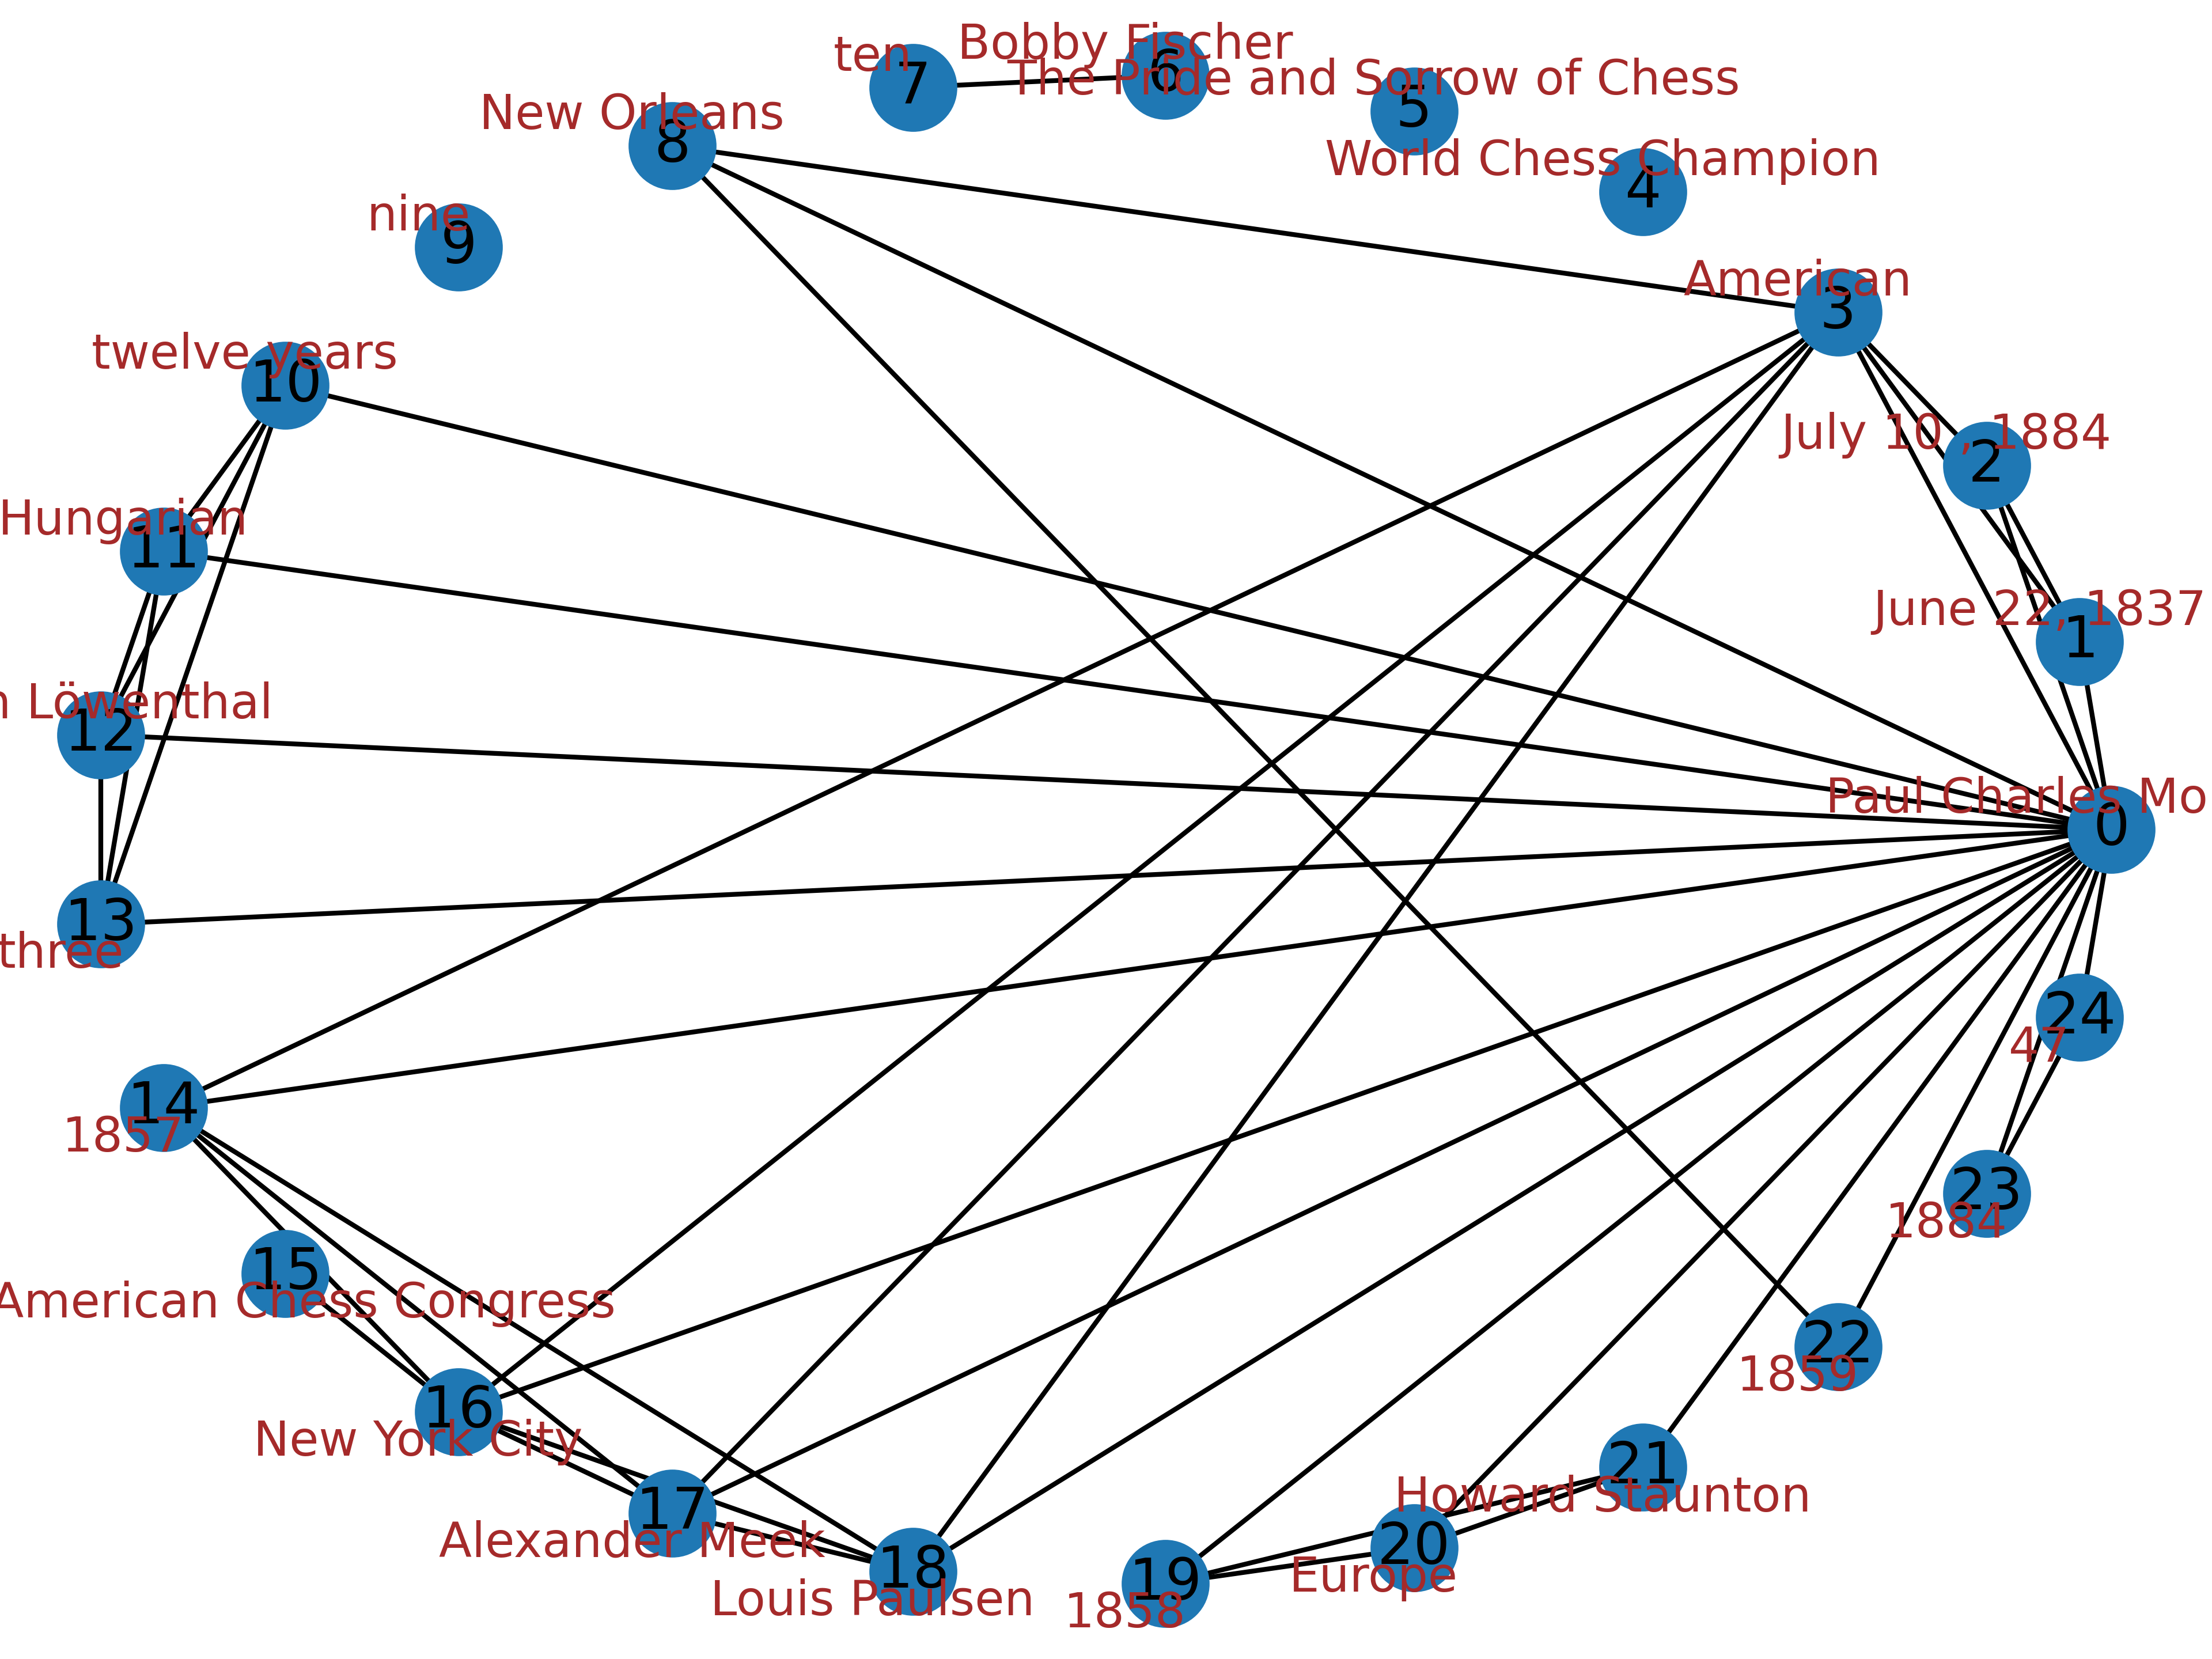 Bobby Fischer
ten
7
6
The Pride and Sorrow of Chess
5
New Orleans
8
World Chess Champion
4
nine
9
American
3
twelve years
10
July 10 , 1884
2
Hungarian
11
June 22, 1837
1
Löwenthal
12
Paul Charles Mo
0
13
three
24
47
14
1857
23
1884
15
American Chess Congress
22
1859
16
New York City
21
Howard Staunton
17
Alexander Meek
20
Europe
18
Louis Paulsen
19
1858